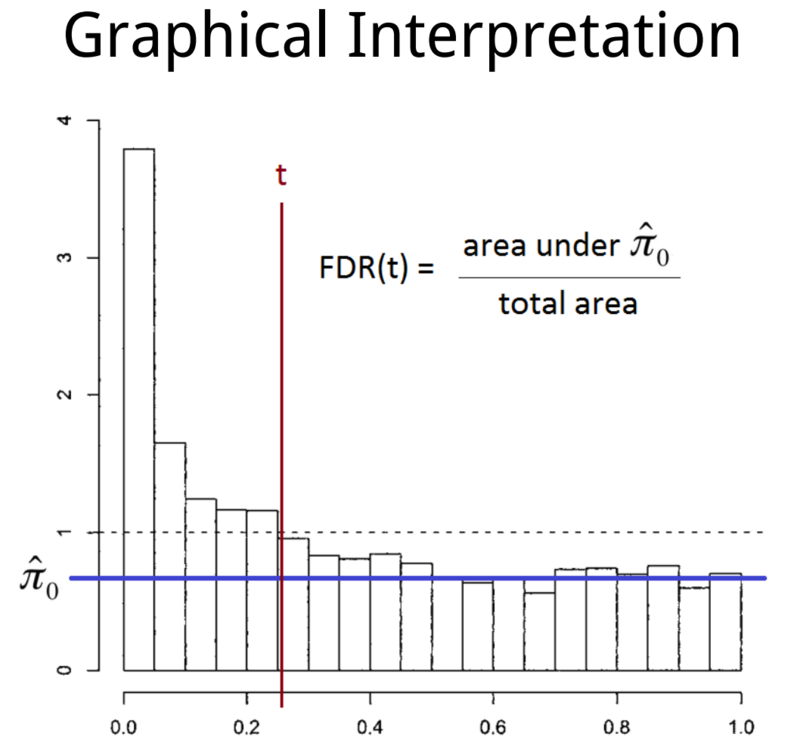 Graphical Interpretation
4
t
3
FDR(t) = area under π̂₀
total area
2
1
π̂₀
0
0.0 0.2 0.4 0.6 0.8 1.0